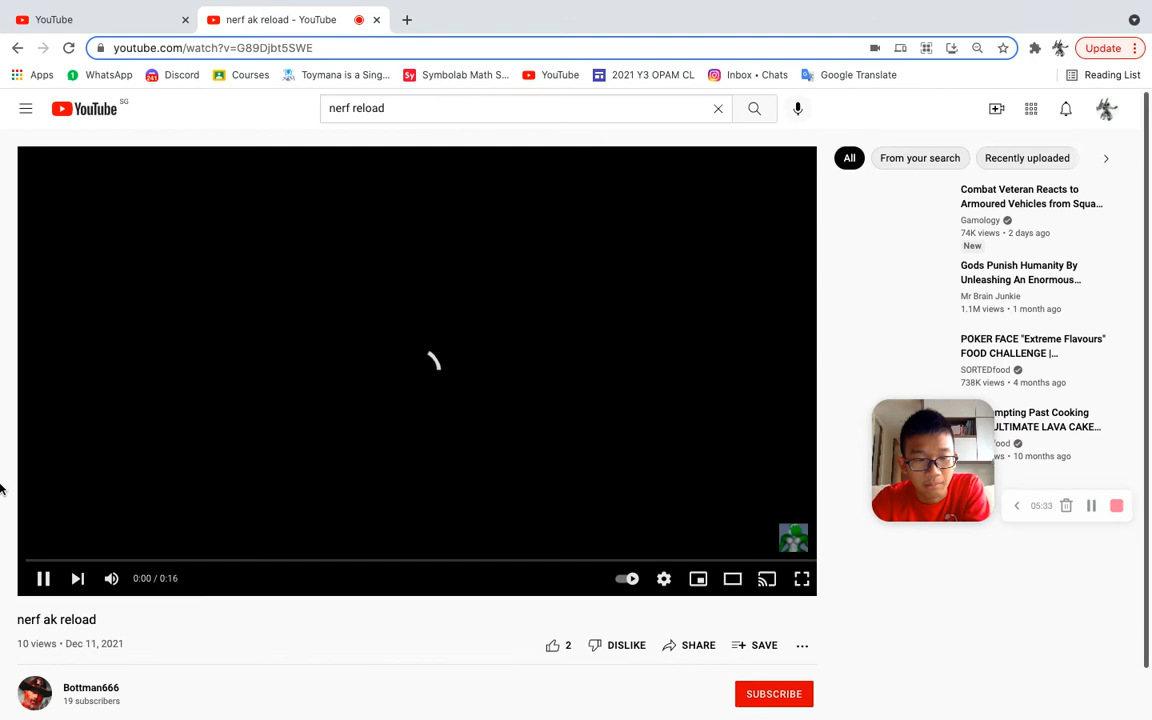 YouTube
nerf ak reload - YouTube
youtube.com/watch?v=G89Djbt5SWE
Update
Apps
WhatsApp
241
Discord
Courses
Toymana is a Sing...
Sy
Symbolab Math S...
YouTube
2021 Y3 OPAM CL
Inbox • Chats
Google Translate
Reading List
YouTube SG
nerf reload
All
From your search
Recently uploaded
Combat Veteran Reacts to
Armoured Vehicles from Squa...
Gamology
74K views • 2 days ago
New
Gods Punish Humanity By
Unleashing An Enormous...
Mr Brain Junkie
1.1M views • 1 month ago
POKER FACE "Extreme Flavours"
FOOD CHALLENGE |...
SORTEDfood
738K views • 4 months ago
mpting Past Cooking
ULTIMATE LAVA CAKE...
food
ws • 10 months ago
05:33
0:00 / 0:16
nerf ak reload
10 views • Dec 11, 2021
2
DISLIKE
SHARE
SAVE
Bottman666
19 subscribers
SUBSCRIBE